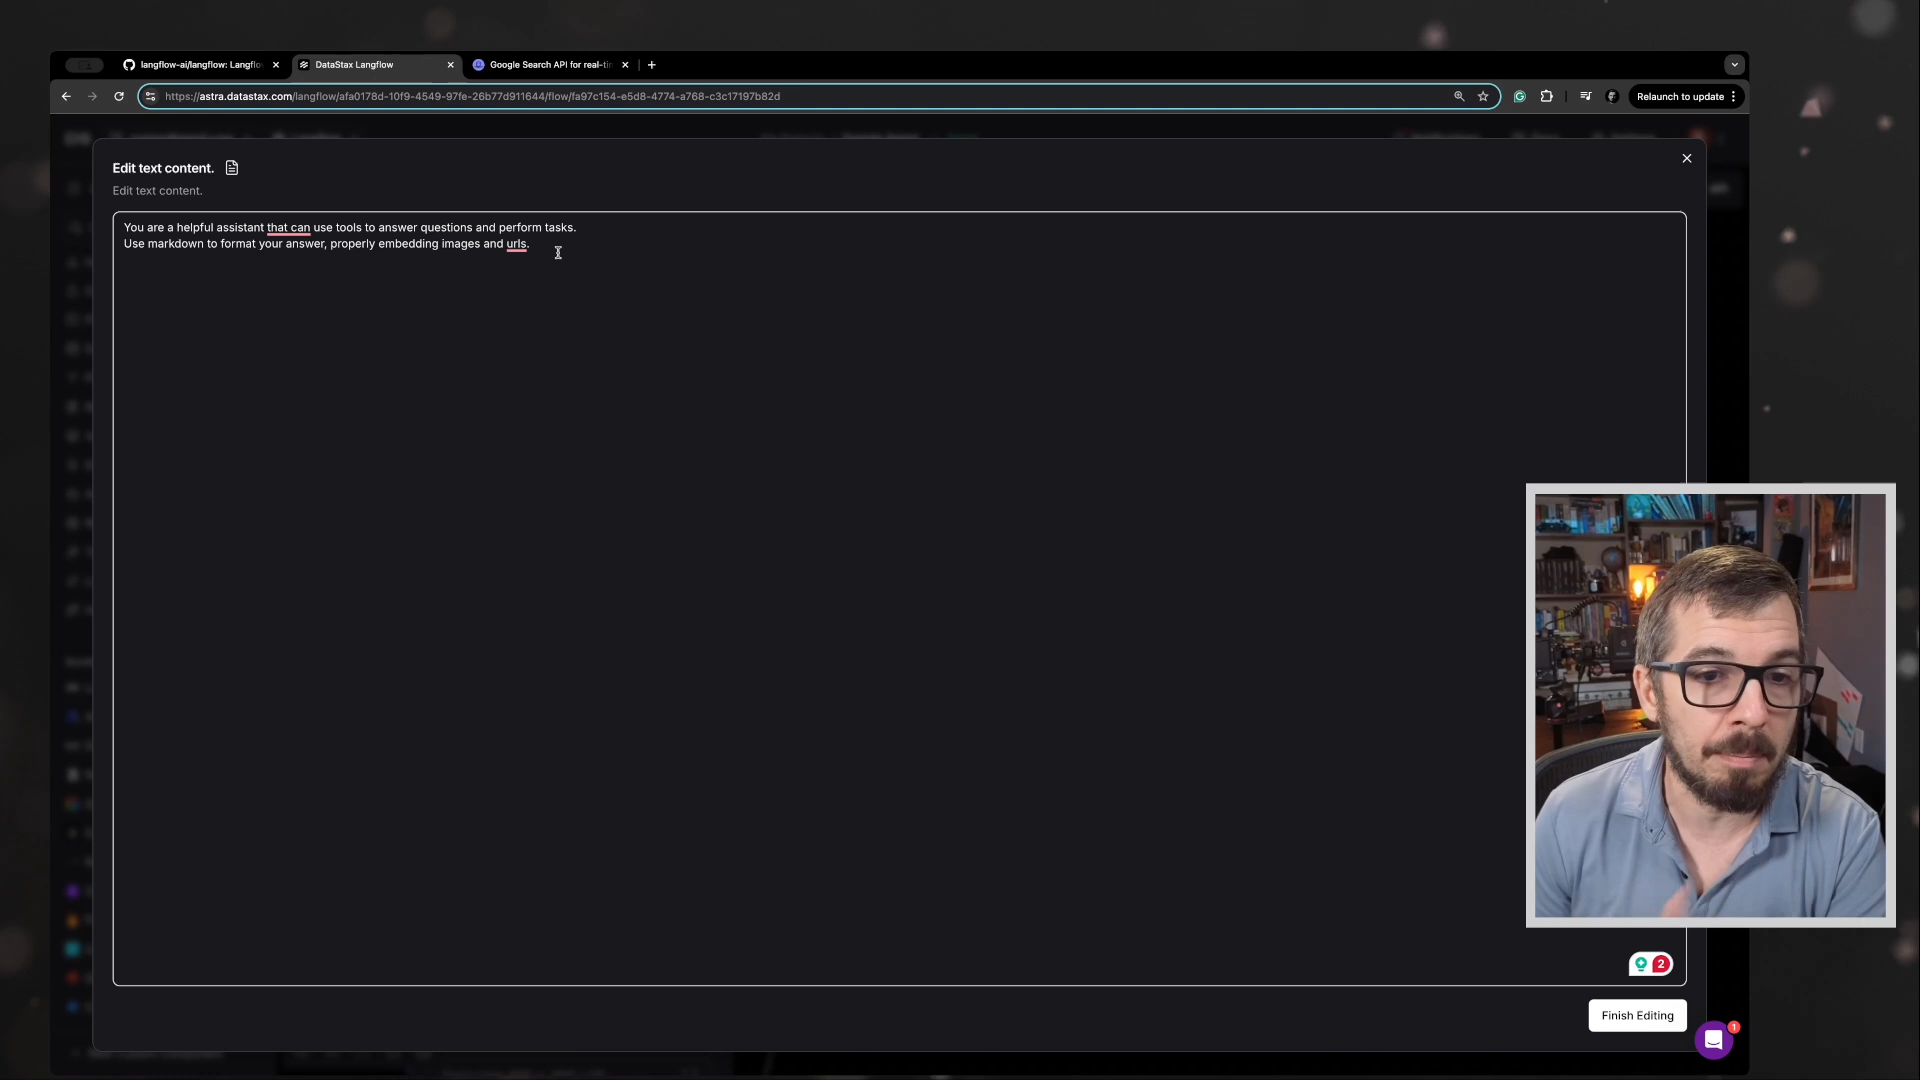 langflow-ai/langflow: Langflo
DataStax Langflow
Google Search API for real-tin
https://astra.datastax.com/langflow/afa0178d-10f9-4549-97fe-26b77d911644/flow/fa97c154-e5d8-4774-a768-c3c17197b82d
Relaunch to update
Edit text content.
Edit text content.
You are a helpful assistant that can use tools to answer questions and perform tasks.
Use markdown to format your answer, properly embedding images and urls.
2
Finish Editing
1